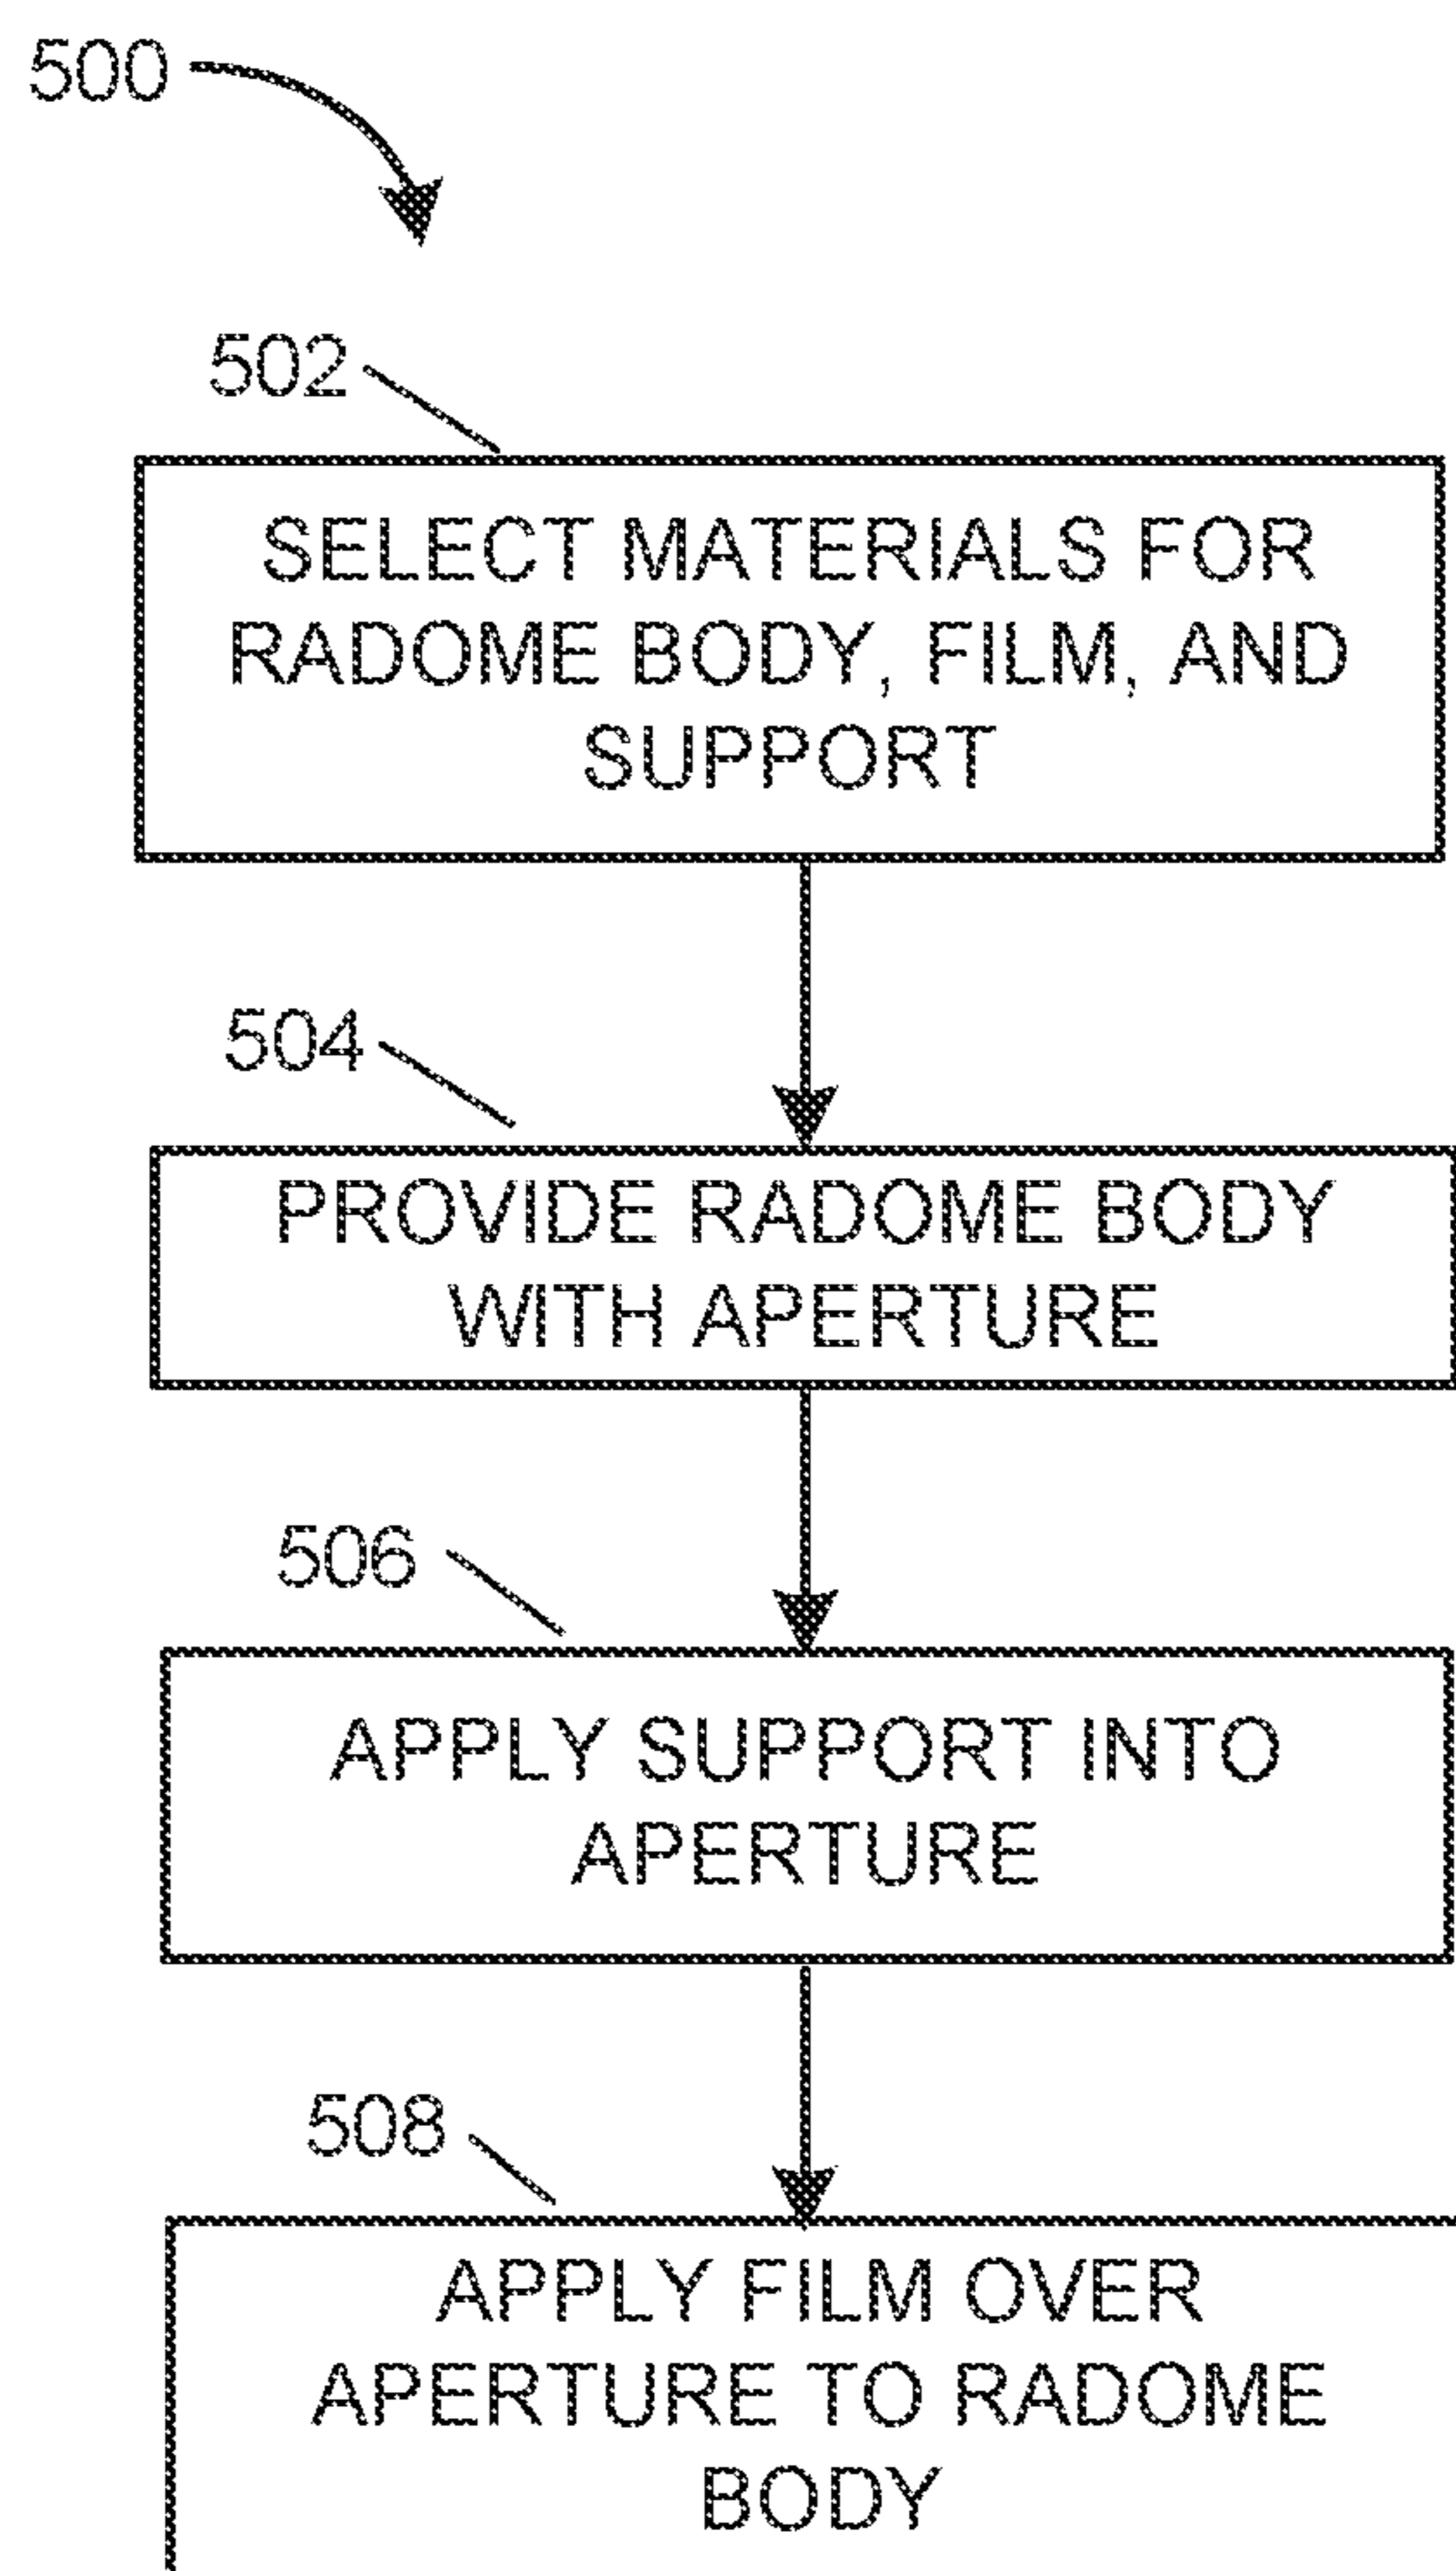 500
502
SELECT MATERIALS FOR
RADOME BODY, FILM, AND
SUPPORT
504
PROVIDE RADOME BODY
WITH APERTURE
506
APPLY SUPPORT INTO
APERTURE
508
APPLY FILM OVER
APERTURE TO RADOME
BODY